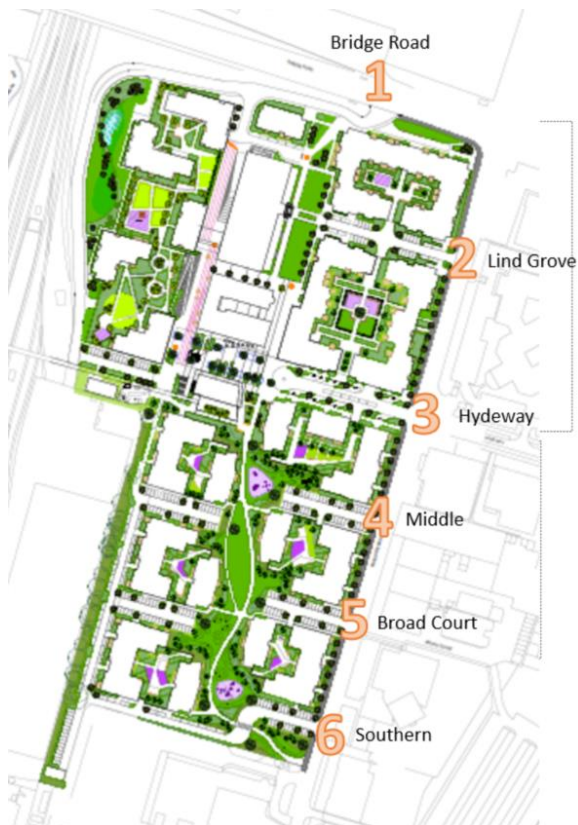 Bridge Road
1
2
Lind Grove
3
Hydeway
4
Middle
5
Broad Court
6
Southern